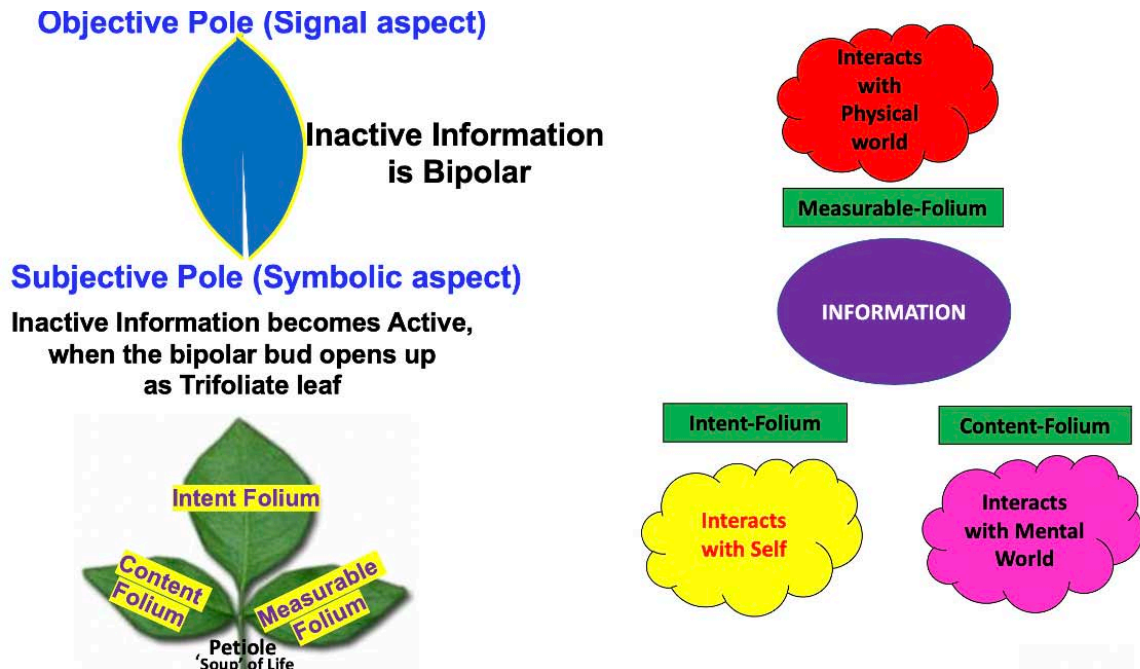 Objective Pole (Signal aspect)
Inactive Information
is Bipolar
Subjective Pole (Symbolic aspect)
Inactive Information becomes Active,
when the bipolar bud opens up
as Trifoliate leaf
Intent Folium
Content
Folium
Measurable
Folium
Petiole
'Soup' of Life
Interacts
with
Physical
world
Measurable-Folium
INFORMATION
Intent-Folium
Content-Folium
Interacts
with Self
Interacts
with Mental
World